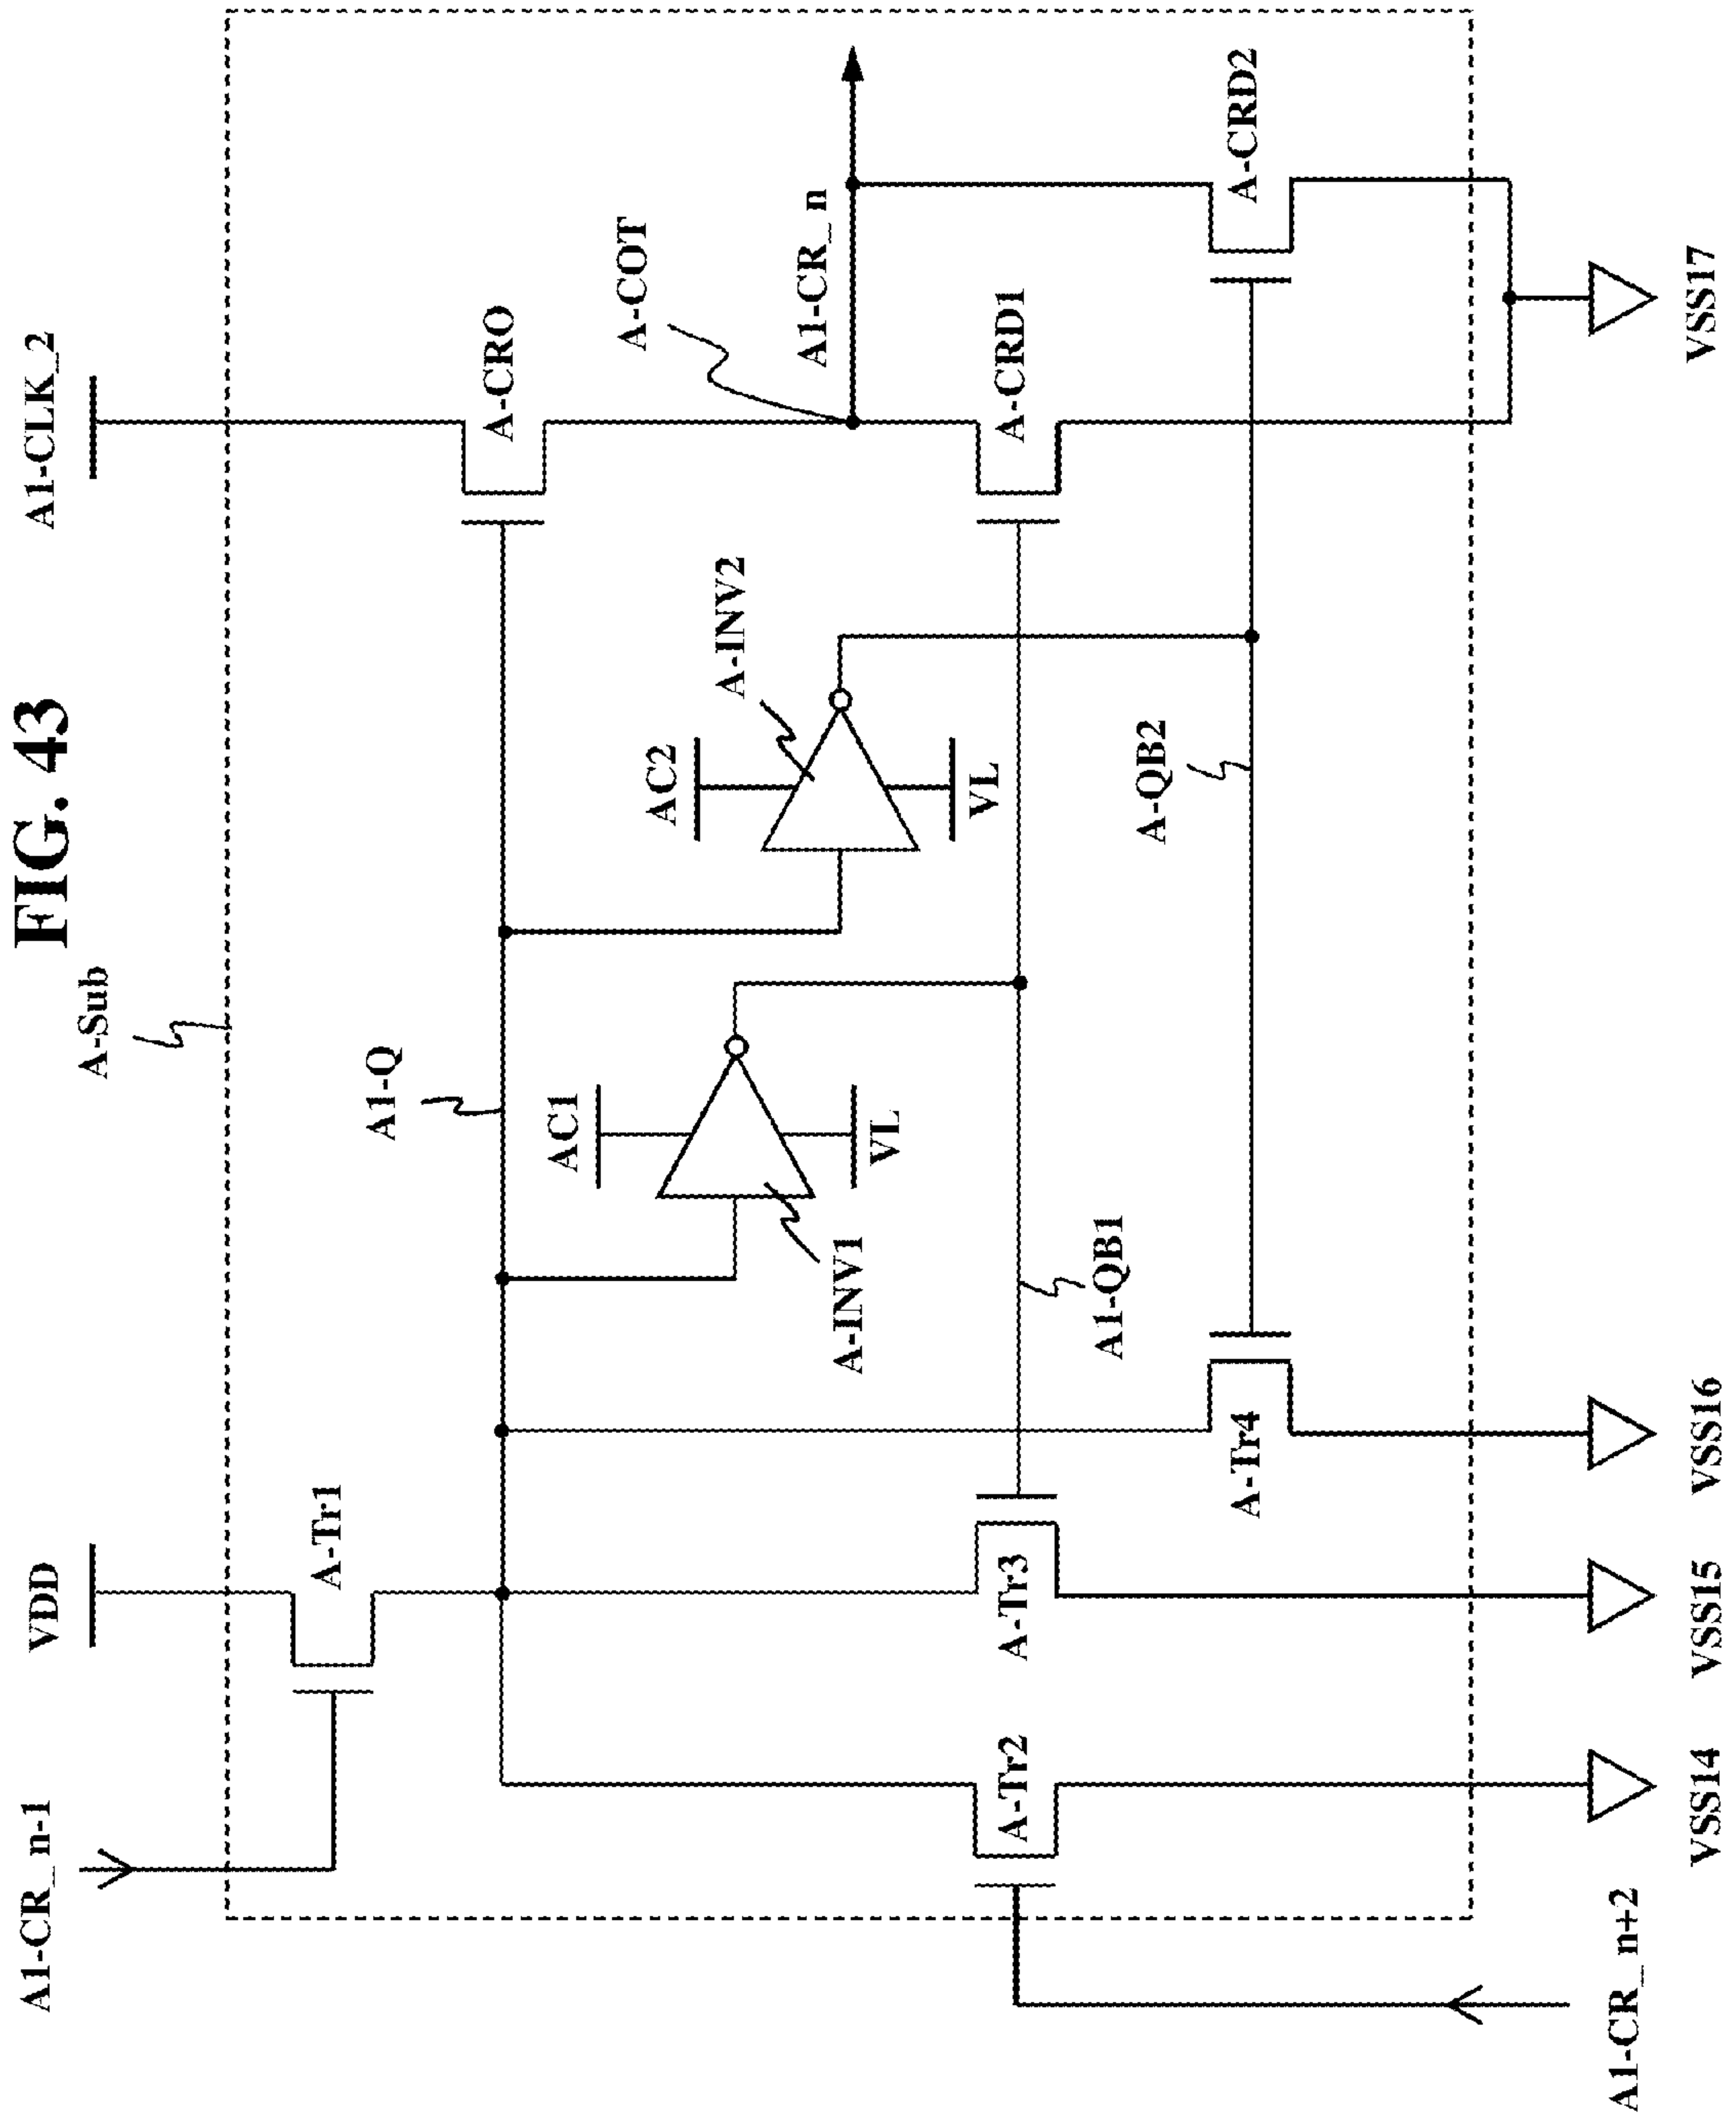 FIG. 43
A-Sub
A1-CR_n-1
VDD
A1-CLK_2
A-Tr1
A1-Q
A-CRO
AC1
AC2
A-INV2
A-COT
A1-CR_n
A-INV1
VL
VL
A-Tr2
A-Tr3
A1-QB1
A-CRD1
A-QB2
A-Tr4
A-CRD2
A1-CR_n+2
VSS14
VSS15
VSS16
VSS17